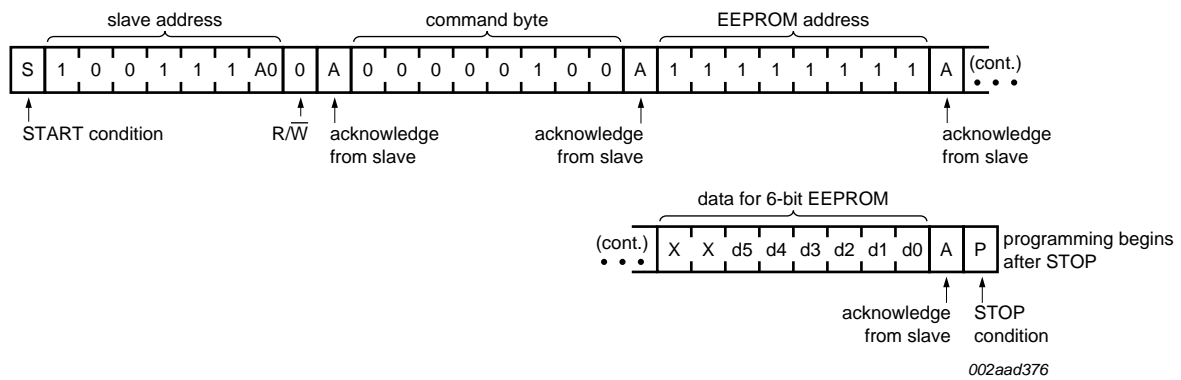 slave address command byte EEPROM address
S 1 0 0 1 1 1 A0 0 A 0 0 0 0 0 1 0 0 A 1 1 1 1 1 1 1 1 A (cont.)
START condition R/W̅ acknowledge acknowledge acknowledge
from slave from slave from slave
data for 6-bit EEPROM
(cont.) X X d5 d4 d3 d2 d1 d0 A P programming begins
after STOP
acknowledge STOP
from slave condition
002aad376